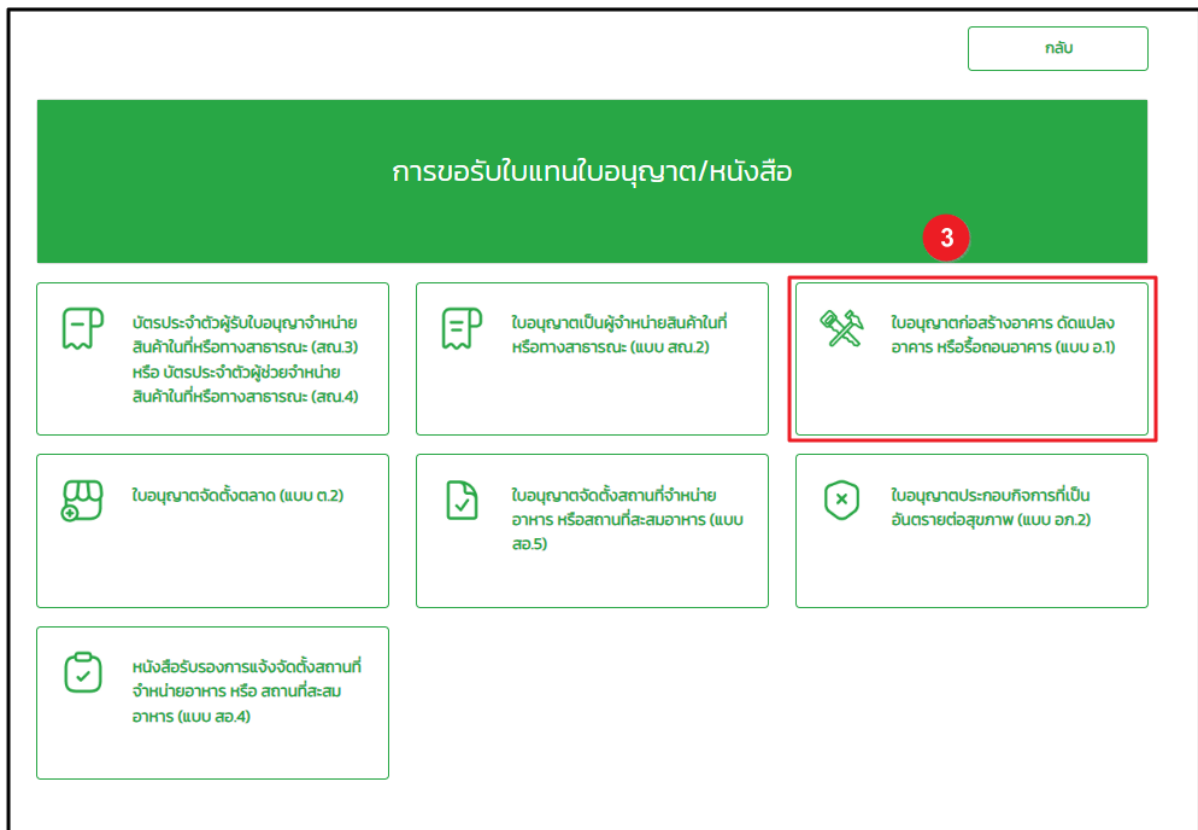 กลับ
การขอรับใบแทนใบอนุญาต/หนังสือ
3
บัตรประจำตัวผู้รับใบอนุญาจำหน่าย
สินค้าในที่หรือทางสาธารณะ (สณ.3)
หรือ บัตรประจำตัวผู้ช่วยจำหน่าย
สินค้าในที่หรือทางสาธารณะ (สณ.4)
ใบอนุญาตเป็นผู้จำหน่ายสินค้าในที่
หรือทางสาธารณะ (แบบ สณ.2)
ใบอนุญาตก่อสร้างอาคาร ดัดแปลง
อาคาร หรือรื้อถอนอาคาร (แบบ อ.1)
ใบอนุญาตจัดตั้งตลาด (แบบ ต.2)
ใบอนุญาตจัดตั้งสถานที่จำหน่าย
อาหาร หรือสถานที่สะสมอาหาร (แบบ
สอ.5)
ใบอนุญาตประกอบกิจการที่เป็น
อันตรายต่อสุขภาพ (แบบ อภ.2)
หนังสือรับรองการแจ้งจัดตั้งสถานที่
จำหน่ายอาหาร หรือ สถานที่สะสม
อาหาร (แบบ สอ.4)